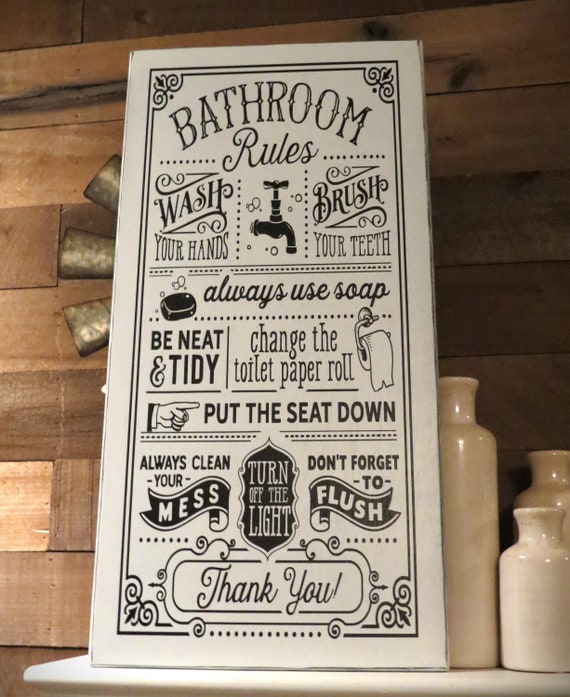 BATHROOM
Rules
WASH
YOUR HANDS
BRUSH
YOUR TEETH
always use soap
BE NEAT
& TIDY
change the
toilet paper roll
PUT THE SEAT DOWN
ALWAYS CLEAN
-YOUR-
MESS
TURN
OFF THE
LIGHT
DON'T FORGET
-TO-
FLUSH
Thank You!